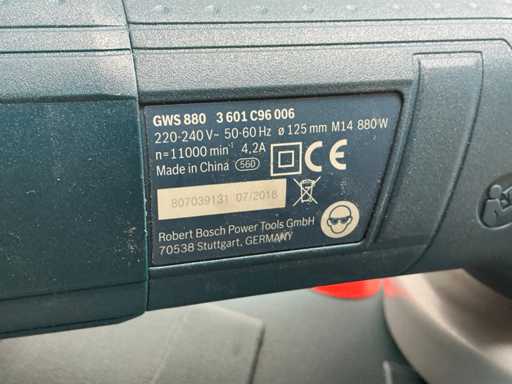 GWS 880 3 601 C96 006
220-240 V~ 50-60 Hz ø 125 mm M14 880 W
n=11000 min⁻¹ 4,2A
Made in China 560
CE
807039131 07/2018
Robert Bosch Power Tools GmbH
70538 Stuttgart, GERMANY